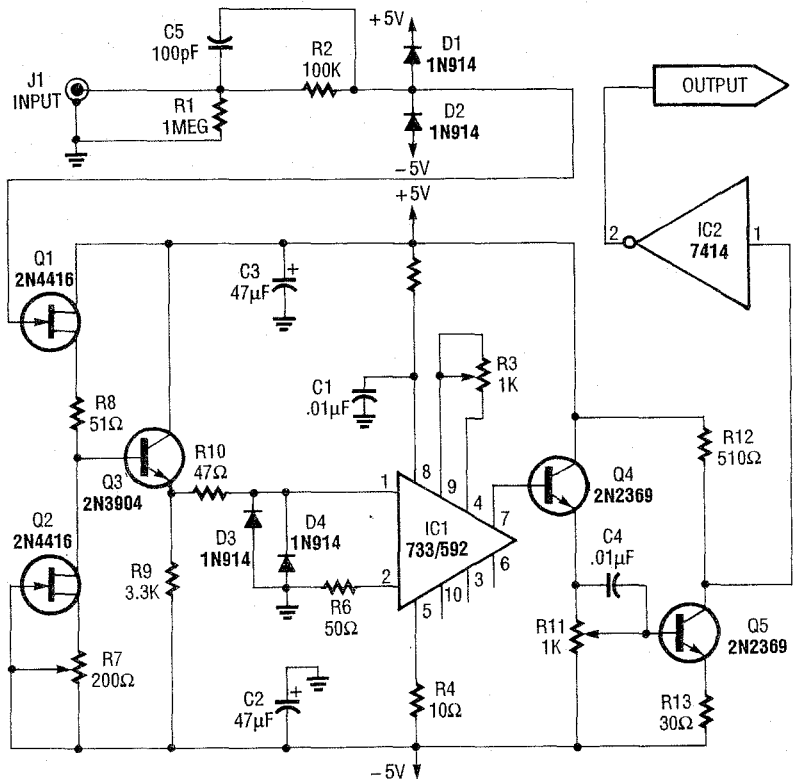 C5
100pF
+5V
D1
1N914
R2
100K
J1
INPUT
R1
1MEG
D2
1N914
OUTPUT
−5V
+5V
2
IC2
7414
1
Q1
2N4416
C3
47µF
+
R3
1K
C1
.01µF
R8
51Ω
R10
47Ω
R12
510Ω
Q3
2N3904
8
9
4
1
7
Q4
2N2369
IC1
733/592
D3
1N914
D4
1N914
Q2
2N4416
C4
.01µF
6
3
10
5
2
R9
3.3K
R6
50Ω
R11
1K
Q5
2N2369
R7
200Ω
C2
47µF
+
R4
10Ω
R13
30Ω
−5V